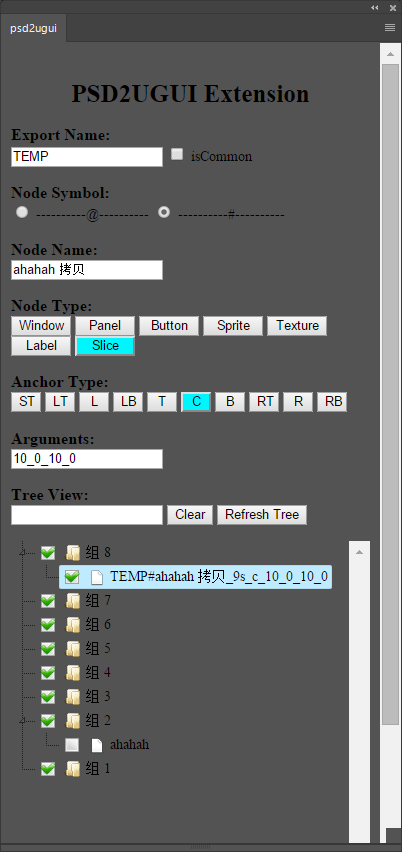 psd2ugui
PSD2UGUI Extension
Export Name:
TEMP isCommon
Node Symbol:
----------@---------- ----------#----------
Node Name:
ahahah 拷贝
Node Type:
Window Panel Button Sprite Texture
Label Slice
Anchor Type:
ST LT L LB T C B RT R RB
Arguments:
10_0_10_0
Tree View:
Clear Refresh Tree
组 8
TEMP#ahahah 拷贝_9s_c_10_0_10_0
组 7
组 6
组 5
组 4
组 3
组 2
ahahah
组 1